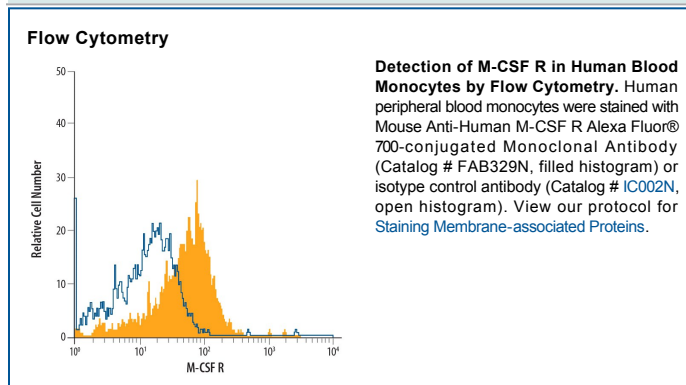 Flow Cytometry
50
40
30
20
10
0
Relative Cell Number
10⁰ 10¹ 10² 10³ 10⁴
M-CSF R
Detection of M-CSF R in Human Blood
Monocytes by Flow Cytometry. Human
peripheral blood monocytes were stained with
Mouse Anti-Human M-CSF R Alexa Fluor®
700-conjugated Monoclonal Antibody
(Catalog # FAB329N, filled histogram) or
isotype control antibody (Catalog # IC002N,
open histogram). View our protocol for
Staining Membrane-associated Proteins.